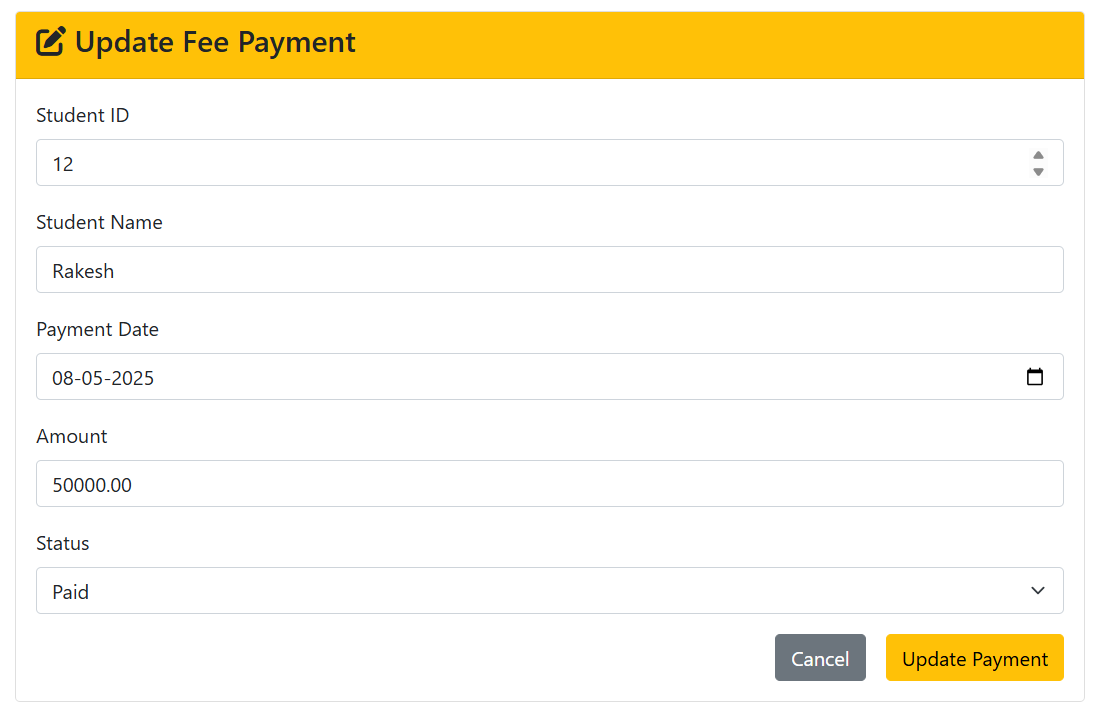 Update Fee Payment
Student ID
12
Student Name
Rakesh
Payment Date
08-05-2025
Amount
50000.00
Status
Paid
Cancel
Update Payment